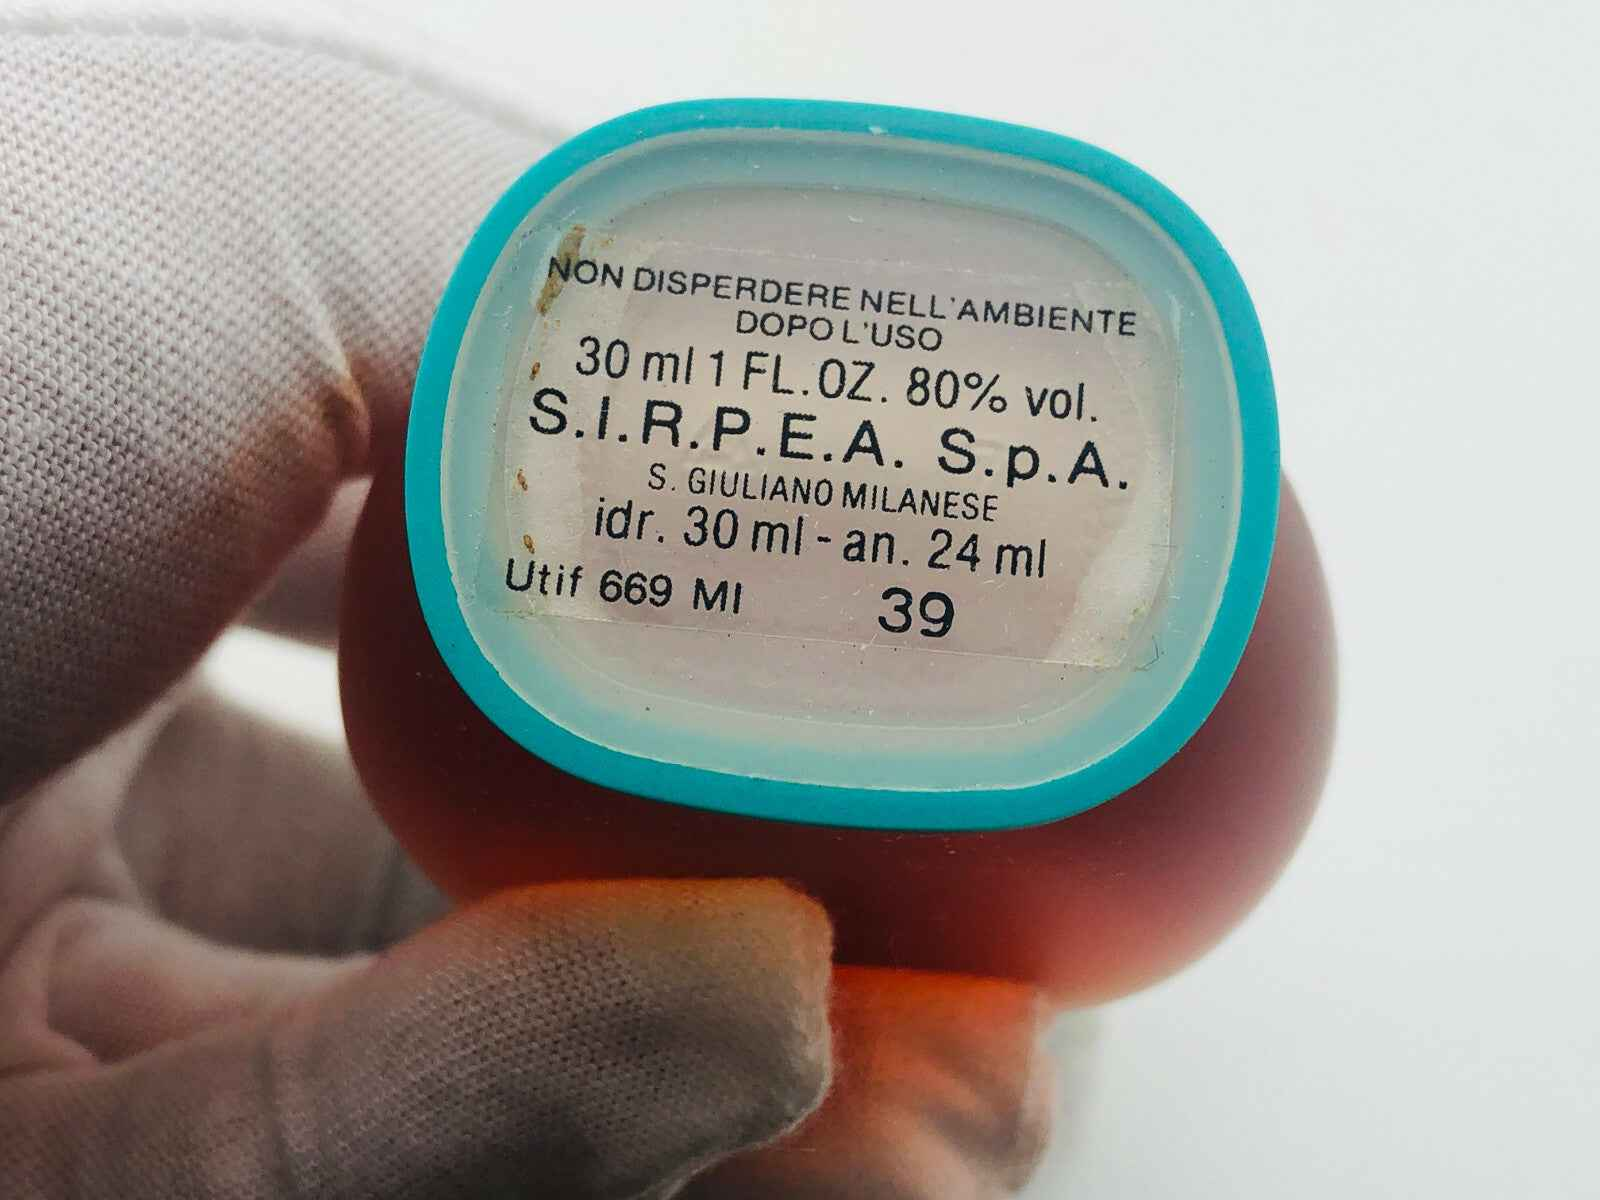 NON DISPERDERE NELL'AMBIENTE
DOPO L'USO
30 ml 1 FL.OZ. 80% vol.
S.I.R.P.E.A. S.p.A.
S. GIULIANO MILANESE
idr. 30 ml - an. 24 ml
Utif 669 MI 39